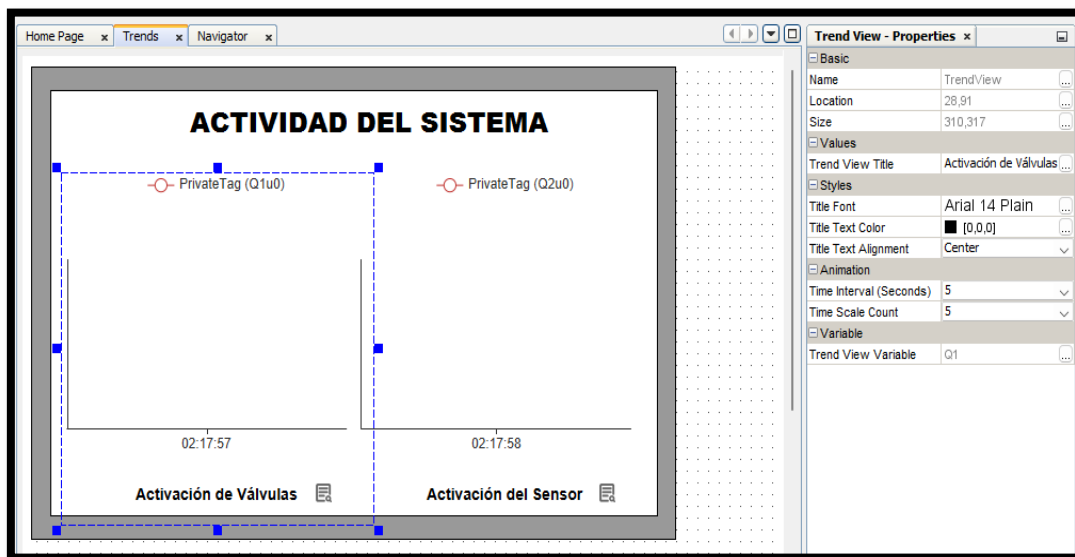 Home Page x Trends x Navigator x
ACTIVIDAD DEL SISTEMA
PrivateTag (Q1u0) PrivateTag (Q2u0)
02:17:57 02:17:58
Activación de Válvulas Activación del Sensor
Trend View - Properties x
Basic
Name TrendView ...
Location 28,91 ...
Size 310,317 ...
Values
Trend View Title Activación de Válvulas ...
Styles
Title Font Arial 14 Plain ...
Title Text Color [0,0,0] ...
Title Text Alignment Center
Animation
Time Interval (Seconds) 5
Time Scale Count 5
Variable
Trend View Variable Q1 ...